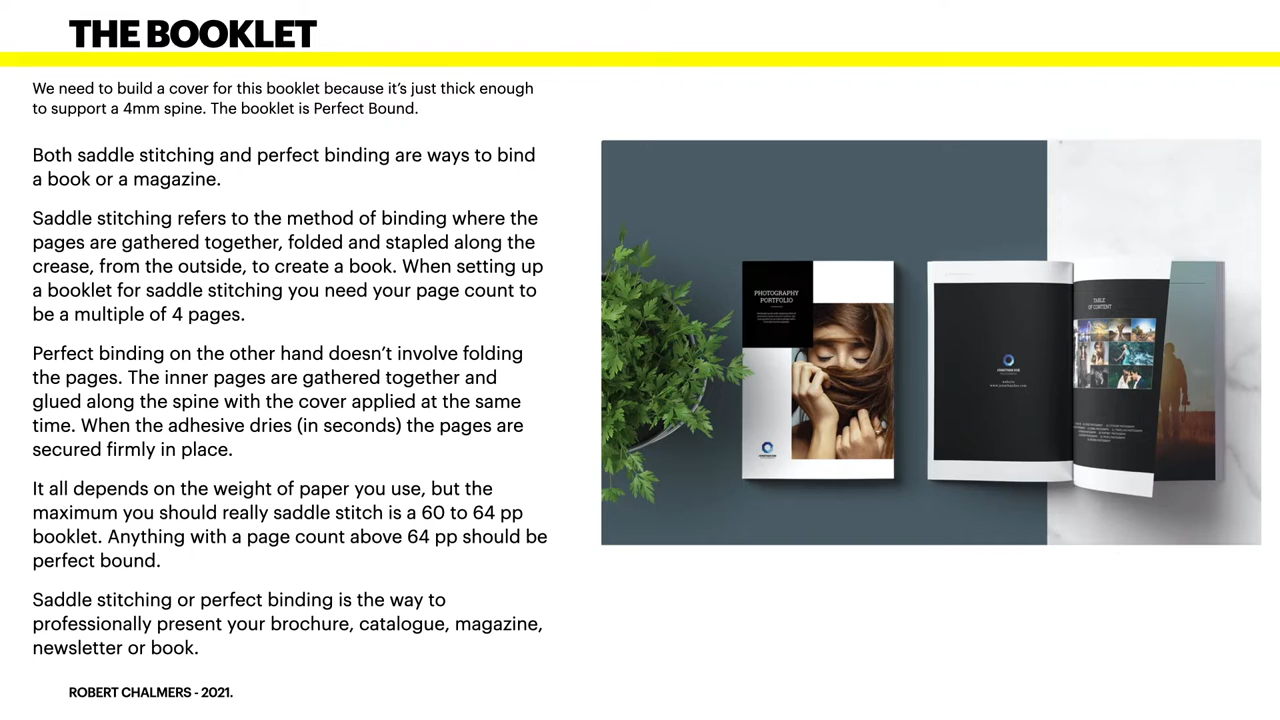 THE BOOKLET
We need to build a cover for this booklet because it’s just thick enough
to support a 4mm spine. The booklet is Perfect Bound.
Both saddle stitching and perfect binding are ways to bind
a book or a magazine.
Saddle stitching refers to the method of binding where the
pages are gathered together, folded and stapled along the
crease, from the outside, to create a book. When setting up
a booklet for saddle stitching you need your page count to
be a multiple of 4 pages.
Perfect binding on the other hand doesn’t involve folding
the pages. The inner pages are gathered together and
glued along the spine with the cover applied at the same
time. When the adhesive dries (in seconds) the pages are
secured firmly in place.
It all depends on the weight of paper you use, but the
maximum you should really saddle stitch is a 60 to 64 pp
booklet. Anything with a page count above 64 pp should be
perfect bound.
Saddle stitching or perfect binding is the way to
professionally present your brochure, catalogue, magazine,
newsletter or book.
PHOTOGRAPHY
PORTFOLIO
TABLE
OF CONTENT
ROBERT CHALMERS - 2021.